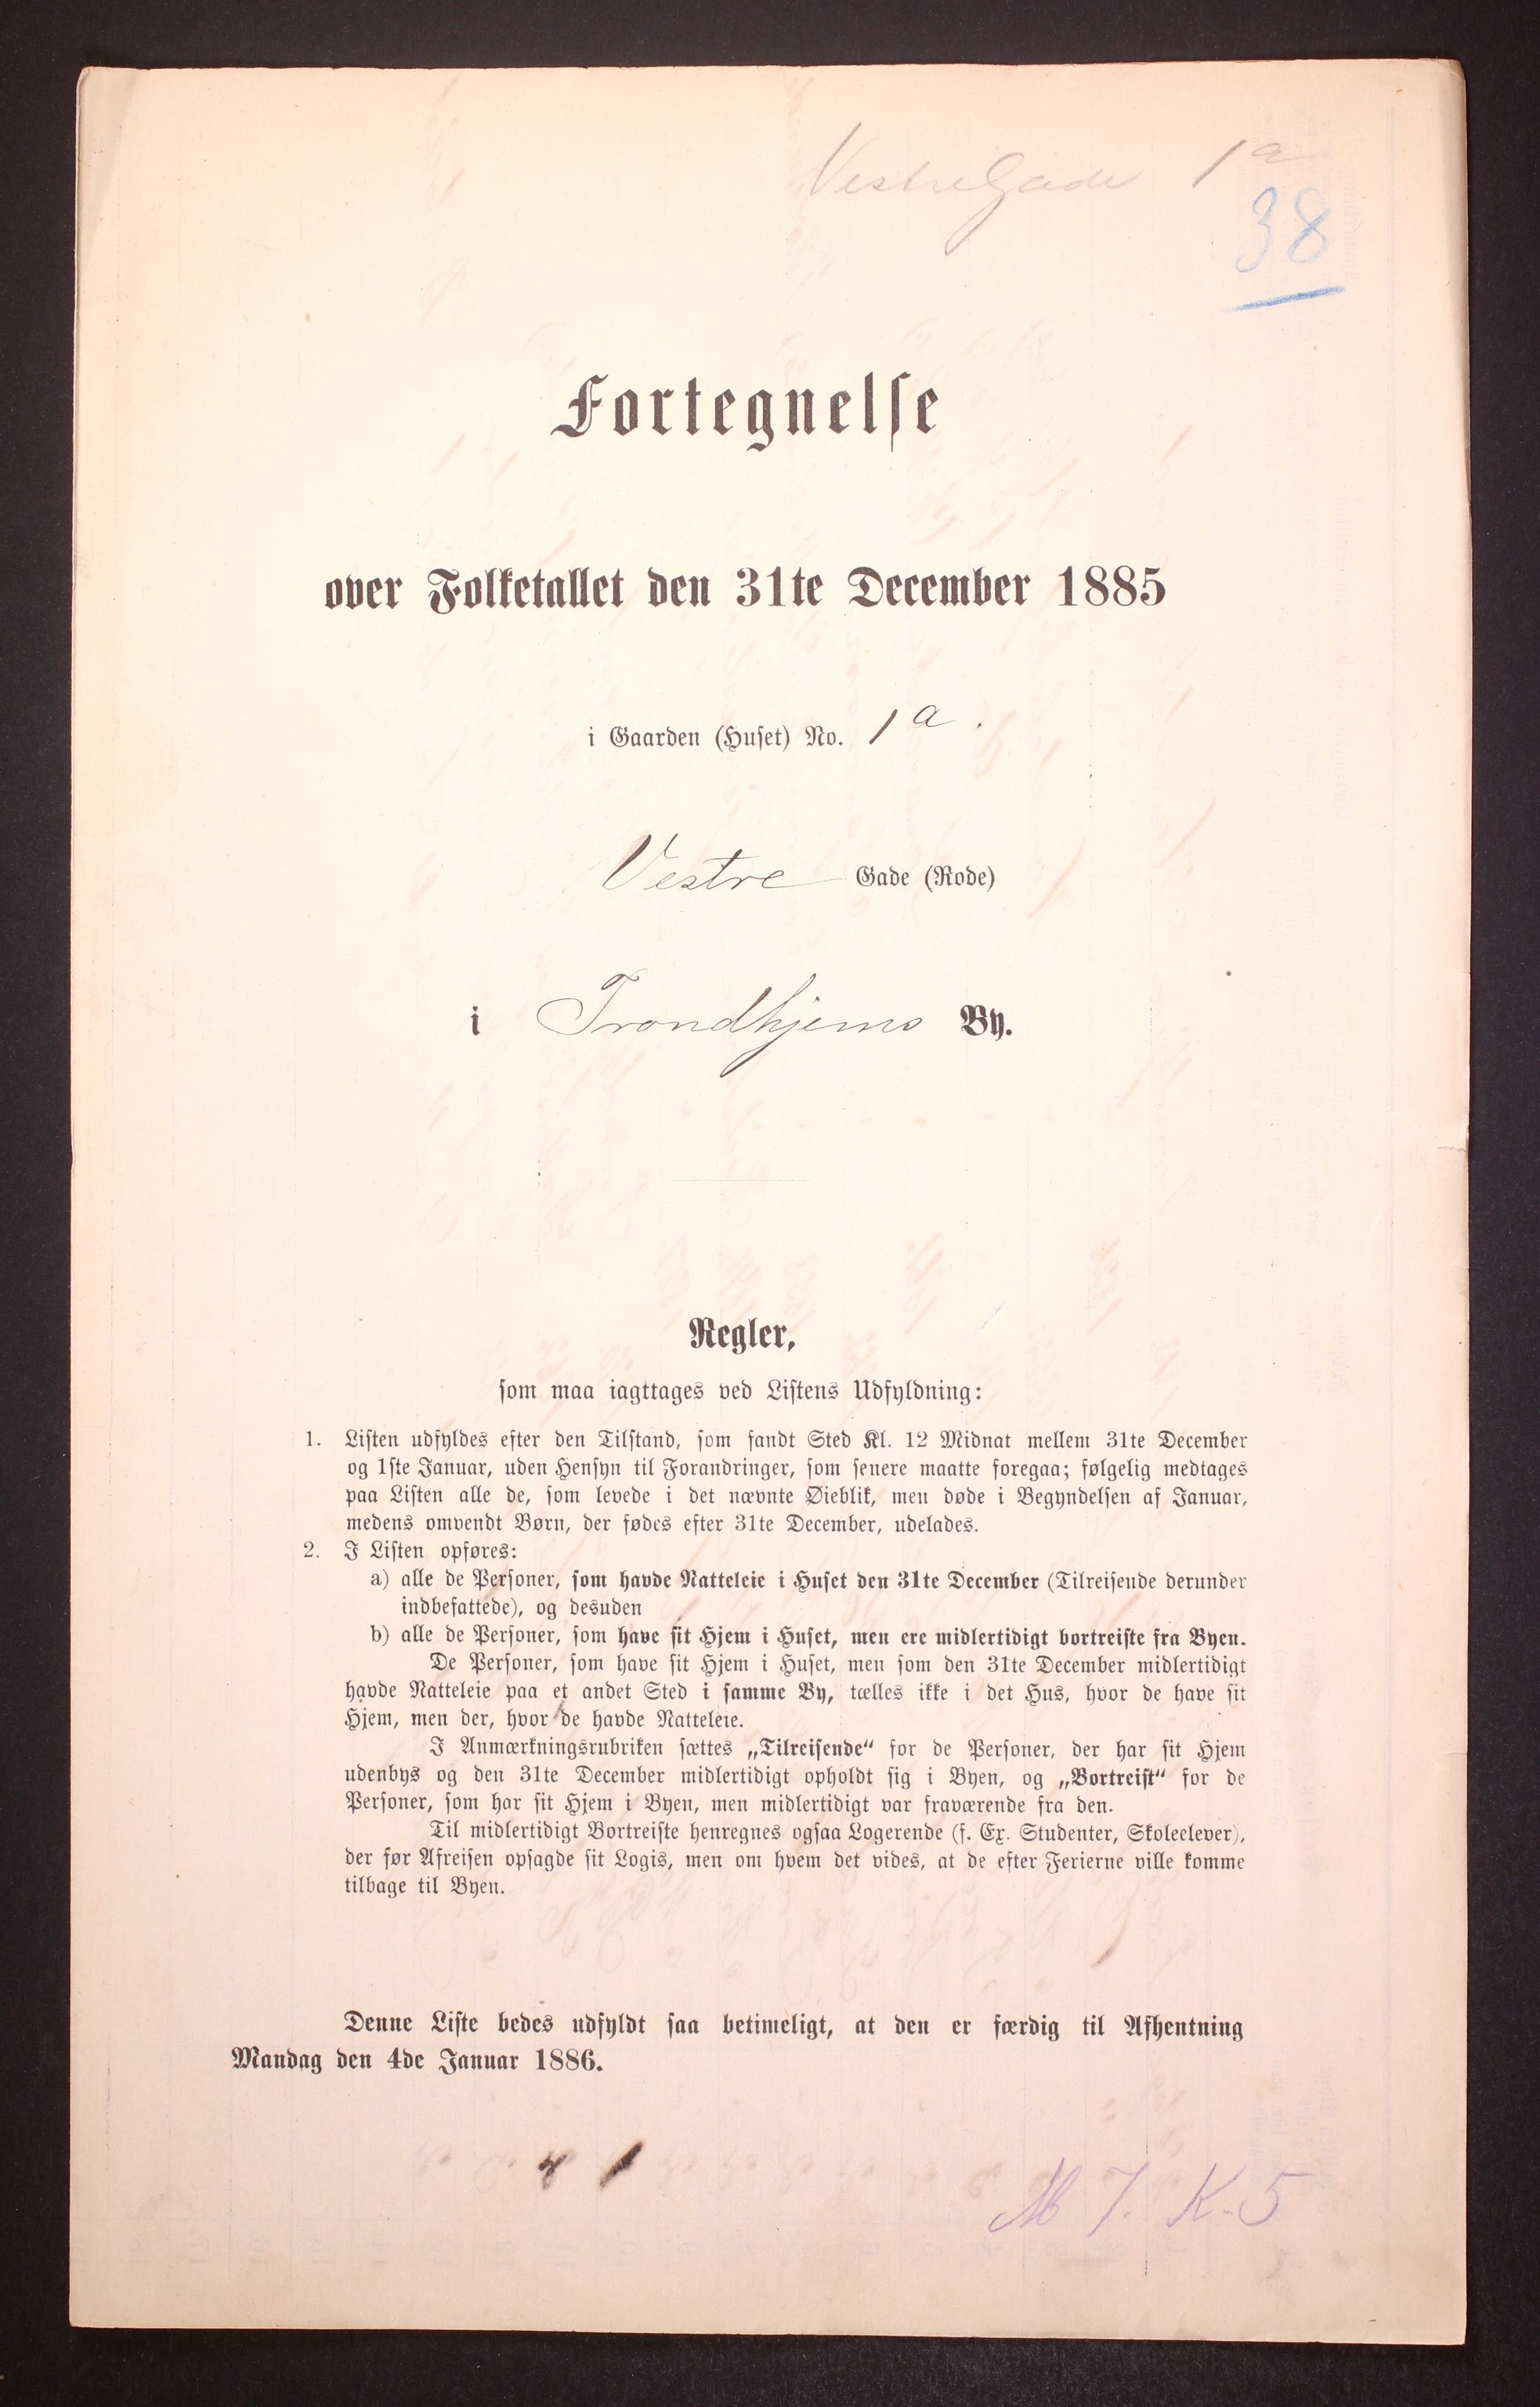 Vestre Gade 1a
38
Fortegnelse
over Folketallet den 31te December 1885
i Gaarden (Huset) No. 1a.
Vestre Gade (Rode)
i Trondhjems By.
Regler,
som maa iagttages ved Listens Udfyldning:
1. Listen udfyldes efter den Tilstand, som fandt Sted Kl. 12 Midnat mellem 31te December
og 1ste Januar, uden Hensyn til Forandringer, som senere maatte foregaa; følgelig medtages
paa Listen alle de, som levede i det nævnte Øieblik, men døde i Begyndelsen af Januar,
medens omvendt Børn, der fødes efter 31te December, udelades.
2. I Listen opføres:
a) alle de Personer, som havde Natteleie i Huset den 31te December (Tilreisende derunder
indbefattede), og desuden
b) alle de Personer, som have sit Hjem i Huset, men ere midlertidigt bortreiste fra Byen.
De Personer, som have sit Hjem i Huset, men som den 31te December midlertidigt
havde Natteleie paa et andet Sted i samme By, tælles ikke i det Hus, hvor de have sit
Hjem, men der, hvor de havde Natteleie.
I Anmærkningsrubriken sættes „Tilreisende“ for de Personer, der har sit Hjem
udenbys og den 31te December midlertidigt opholdt sig i Byen, og „Bortreist“ for de
Personer, som har sit Hjem i Byen, men midlertidigt var fraværende fra den.
Til midlertidigt Bortreiste henregnes ogsaa Logerende (f. Ex. Studenter, Skoleelever),
der før Afreisen opsagde sit Logis, men om hvem det vides, at de efter Ferierne ville komme
tilbage til Byen.
Denne Liste bedes udfyldt saa betimeligt, at den er færdig til Afhentning
Mandag den 4de Januar 1886.
M 7. K. 5